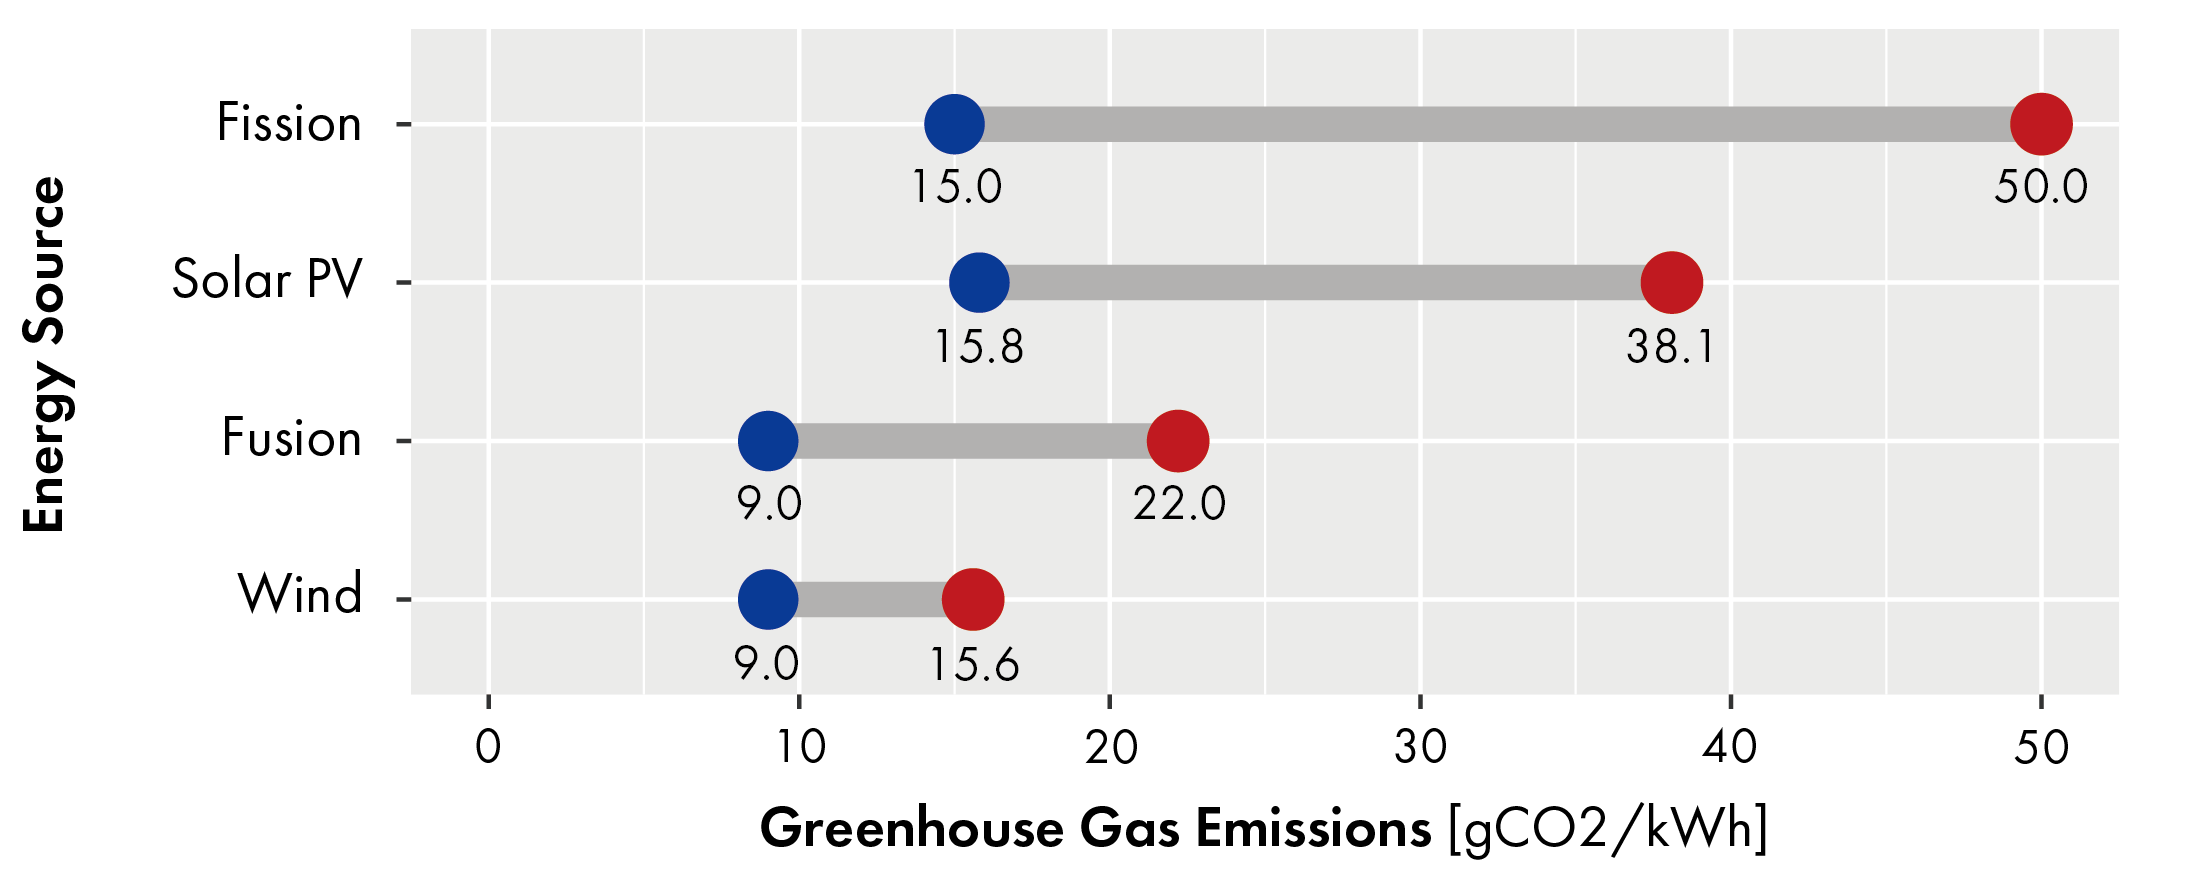 Energy Source
Fission
15.0 50.0
Solar PV
15.8 38.1
Fusion
9.0 22.0
Wind
9.0 15.6
0 10 20 30 40 50
Greenhouse Gas Emissions [gCO2/kWh]